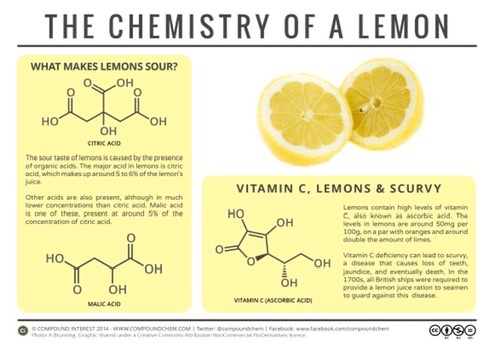 THE CHEMISTRY OF A LEMON
WHAT MAKES LEMONS SOUR?
O
OH
O
O
HO
OH
OH
CITRIC ACID
The sour taste of lemons is caused by the presence
of organic acids. The major acid in lemons is citric
acid, which makes up around 5 to 6% of the lemon's
juice.
Other acids are also present, although in much
lower concentrations than citric acid. Malic acid
is one of these, present at around 5% of the
concentration of citric acid.
O
HO
OH
O
OH
MALIC ACID
VITAMIN C, LEMONS & SCURVY
HO
OH
O
O
OH
OH
VITAMIN C (ASCORBIC ACID)
Lemons contain high levels of vitamin
C, also known as ascorbic acid. The
levels in lemons are around 50mg per
100g, on a par with oranges and around
double the amount of limes.
Vitamin C deficiency can lead to scurvy,
a disease that causes loss of teeth,
jaundice, and eventually death. In the
1700s, all British ships were required to
provide a lemon juice ration to seamen
to guard against this disease.
Ci
© COMPOUND INTEREST 2014 - WWW.COMPOUNDCHEM.COM | Twitter: @compoundchem | Facebook: www.facebook.com/compoundchem
Photo: A Brunning. Graphic shared under a Creative Commons Attribution-NonCommercial-NoDerivatives licence.